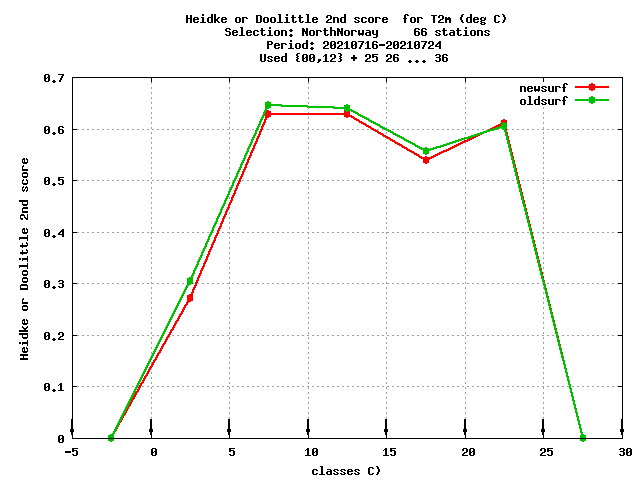 Heidke or Doolittle 2nd score  for T2m (deg C)
Selection: NorthNorway     66 stations
Period: 20210716-20210724
Used {00,12} + 25 26 ... 36
newsurf
oldsurf
Heidke or Doolittle 2nd score
0.7
0.6
0.5
0.4
0.3
0.2
0.1
0
-5 0 5 10 15 20 25 30
classes C)